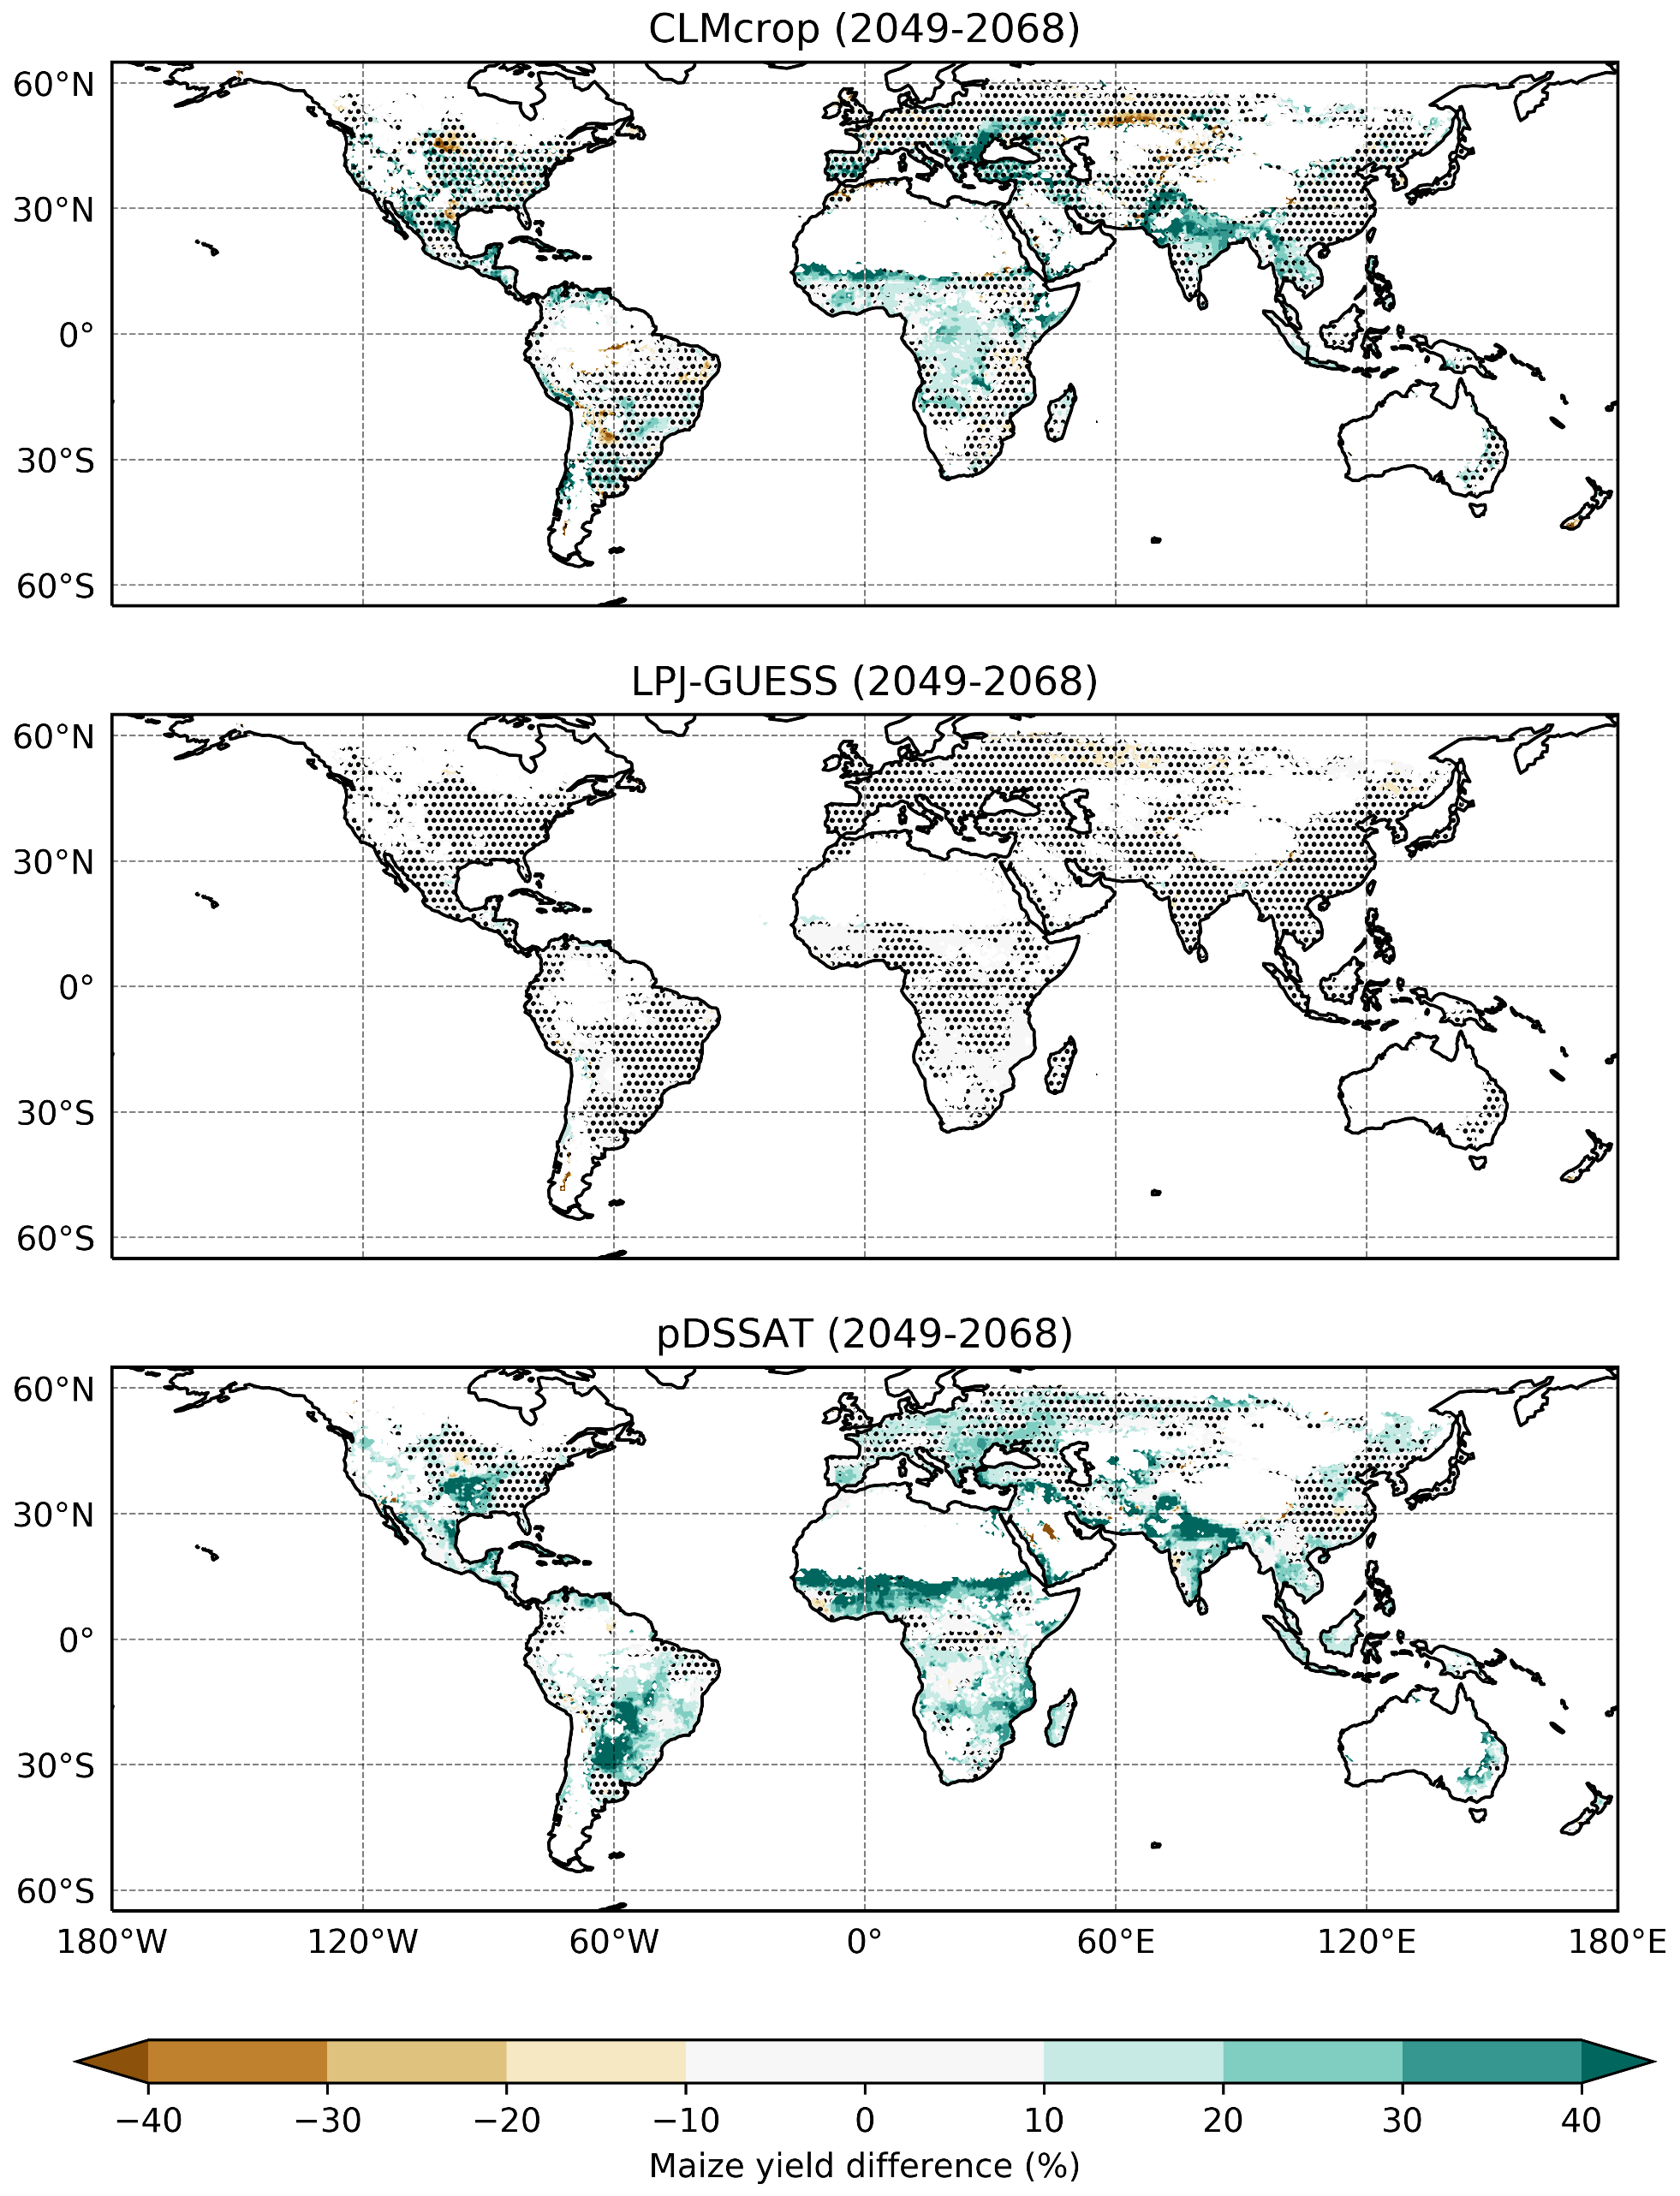 CLMcrop (2049-2068)
60°N
30°N
0°
30°S
60°S
LPJ-GUESS (2049-2068)
60°N
30°N
0°
30°S
60°S
pDSSAT (2049-2068)
60°N
30°N
0°
30°S
60°S
180°W 120°W 60°W 0° 60°E 120°E 180°E
−40 −30 −20 −10 0 10 20 30 40
Maize yield difference (%)